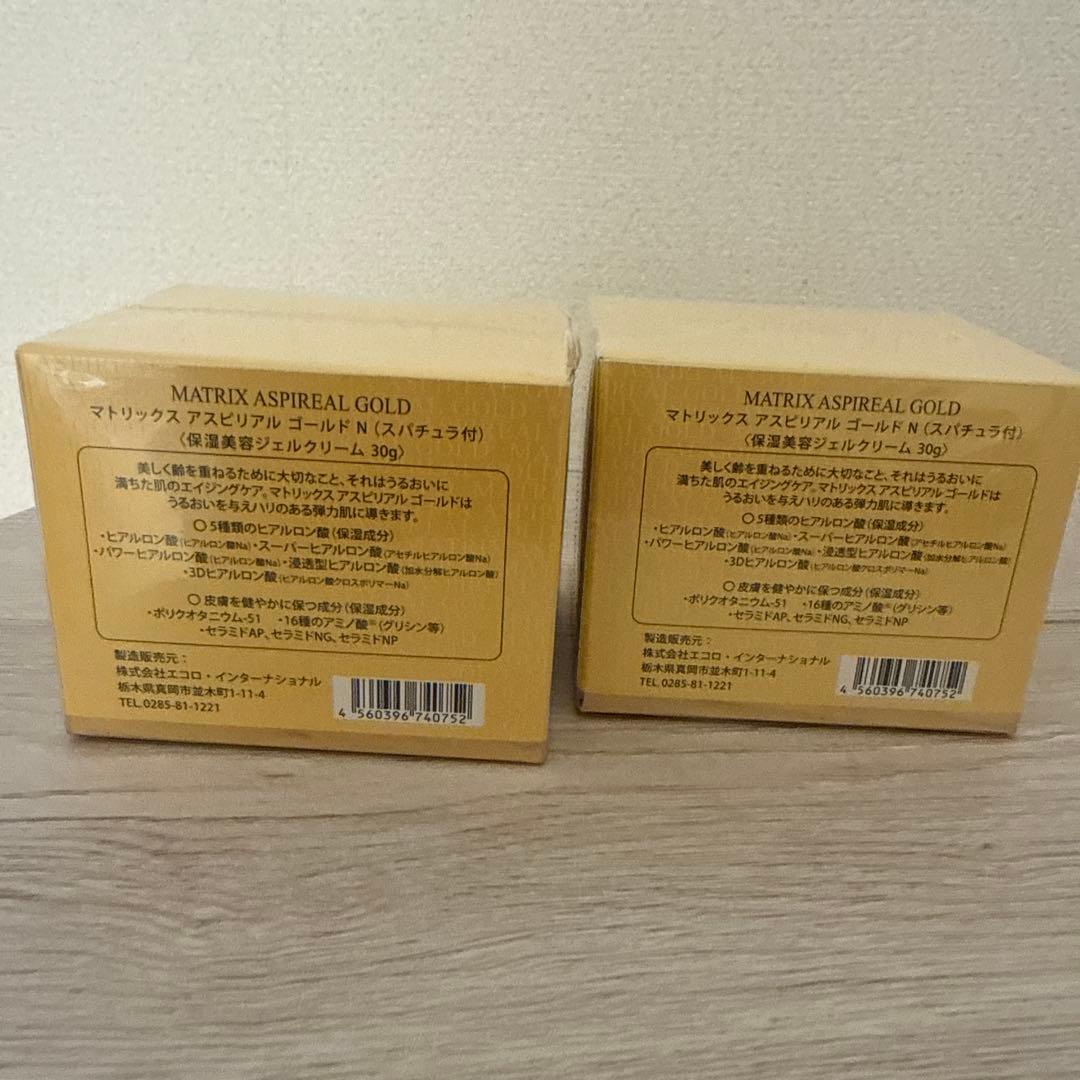 MATRIX ASPIREAL GOLD
マトリックス アスピリアル ゴールド N（スパチュラ付）
〈保湿美容ジェルクリーム 30g〉
美しく齢を重ねるために大切なこと、それはうるおいに
満ちた肌のエイジングケア。マトリックス アスピリアル ゴールドは
うるおいを与えハリのある弾力肌に導きます。
○ 5種類のヒアルロン酸（保湿成分）
・ヒアルロン酸（ヒアルロン酸Na）・スーパーヒアルロン酸（アセチルヒアルロン酸Na）
・パワーヒアルロン酸（ヒアルロン酸Na）・浸透型ヒアルロン酸（加水分解ヒアルロン酸）
・3Dヒアルロン酸（ヒアルロン酸クロスポリマーNa）
○ 皮膚を健やかに保つ成分（保湿成分）
・ポリクオタニウム-51 ・16種のアミノ酸※（グリシン等）
・セラミドAP、セラミドNG、セラミドNP
製造販売元：
株式会社エコロ・インターナショナル
栃木県真岡市並木町1-11-4
TEL.0285-81-1221
4 560396 740752
MATRIX ASPIREAL GOLD
マトリックス アスピリアル ゴールド N（スパチュラ付）
〈保湿美容ジェルクリーム 30g〉
美しく齢を重ねるために大切なこと、それはうるおいに
満ちた肌のエイジングケア。マトリックス アスピリアル ゴールドは
うるおいを与えハリのある弾力肌に導きます。
○ 5種類のヒアルロン酸（保湿成分）
・ヒアルロン酸（ヒアルロン酸Na）・スーパーヒアルロン酸（アセチルヒアルロン酸Na）
・パワーヒアルロン酸（ヒアルロン酸Na）・浸透型ヒアルロン酸（加水分解ヒアルロン酸）
・3Dヒアルロン酸（ヒアルロン酸クロスポリマーNa）
○ 皮膚を健やかに保つ成分（保湿成分）
・ポリクオタニウム-51 ・16種のアミノ酸※（グリシン等）
・セラミドAP、セラミドNG、セラミドNP
製造販売元：
株式会社エコロ・インターナショナル
栃木県真岡市並木町1-11-4
TEL.0285-81-1221
4 560396 740752